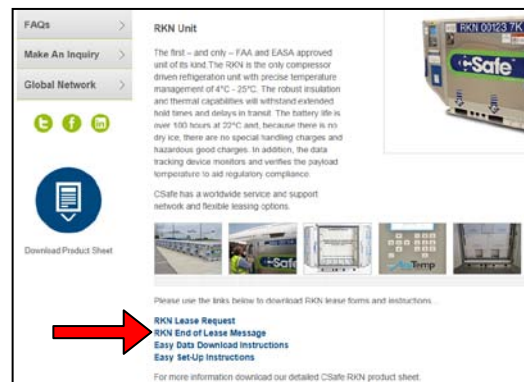 FAQs
Make An Inquiry
Global Network
Download Product Sheet
RKN Unit
The first – and only – FAA and EASA approved
unit of its kind. The RKN is the only compressor
driven refrigeration unit with precise temperature
management of 4°C - 25°C. The robust insulation
and thermal capabilities will withstand extended
hold times and delays in transit. The battery life is
over 100 hours at 22°C and, because there is no
dry ice, there are no special handling charges and
hazardous good charges. In addition, the data
tracking device monitors and verifies the payload
temperature to aid regulatory compliance.
CSafe has a worldwide service and support
network and flexible leasing options.
RKN 00123 7K
CSafe
Safe
AcuTemp
Please use the links below to download RKN lease forms and instructions...
RKN Lease Request
RKN End of Lease Message
Easy Data Download Instructions
Easy Set-Up Instructions
For more information download our detailed CSafe RKN product sheet.